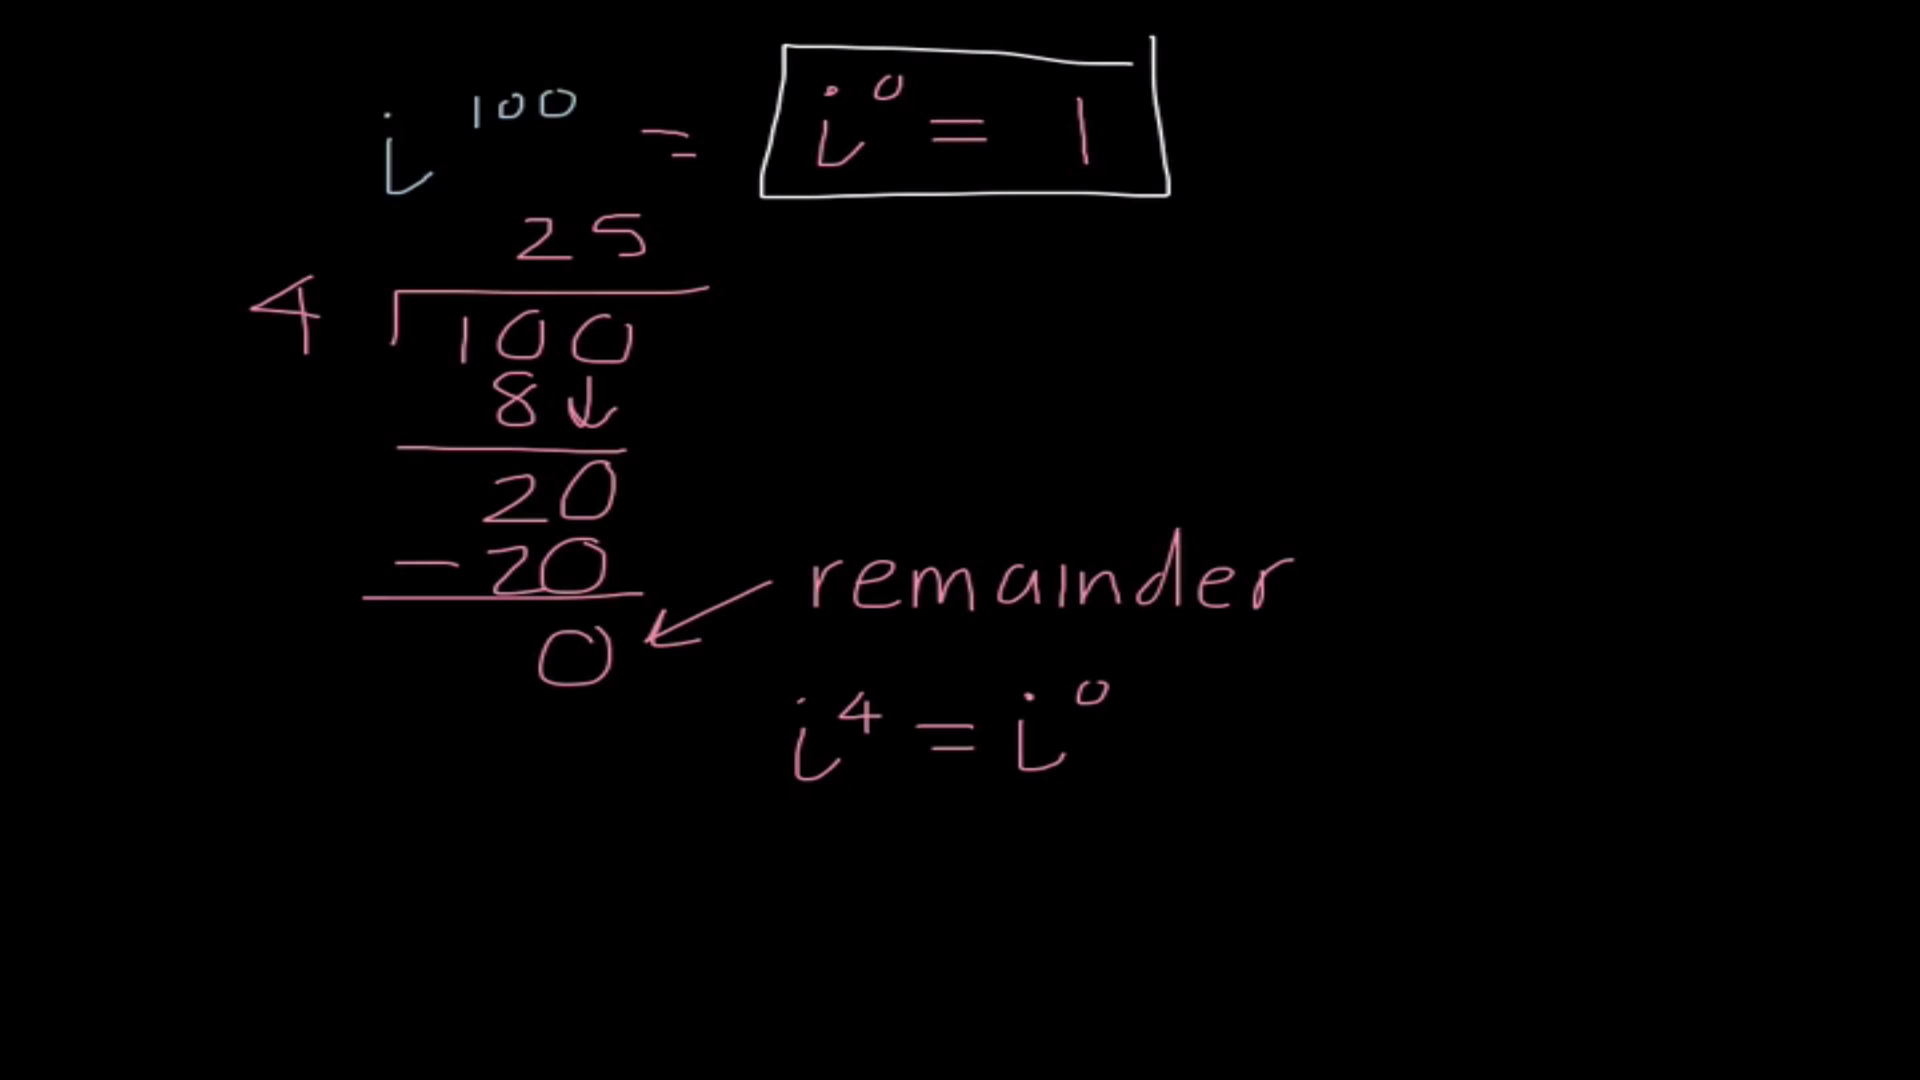 i^100 = i^0 = 1
25
4 100
8↓
20
-20
0 ← remainder
i^4 = i^0